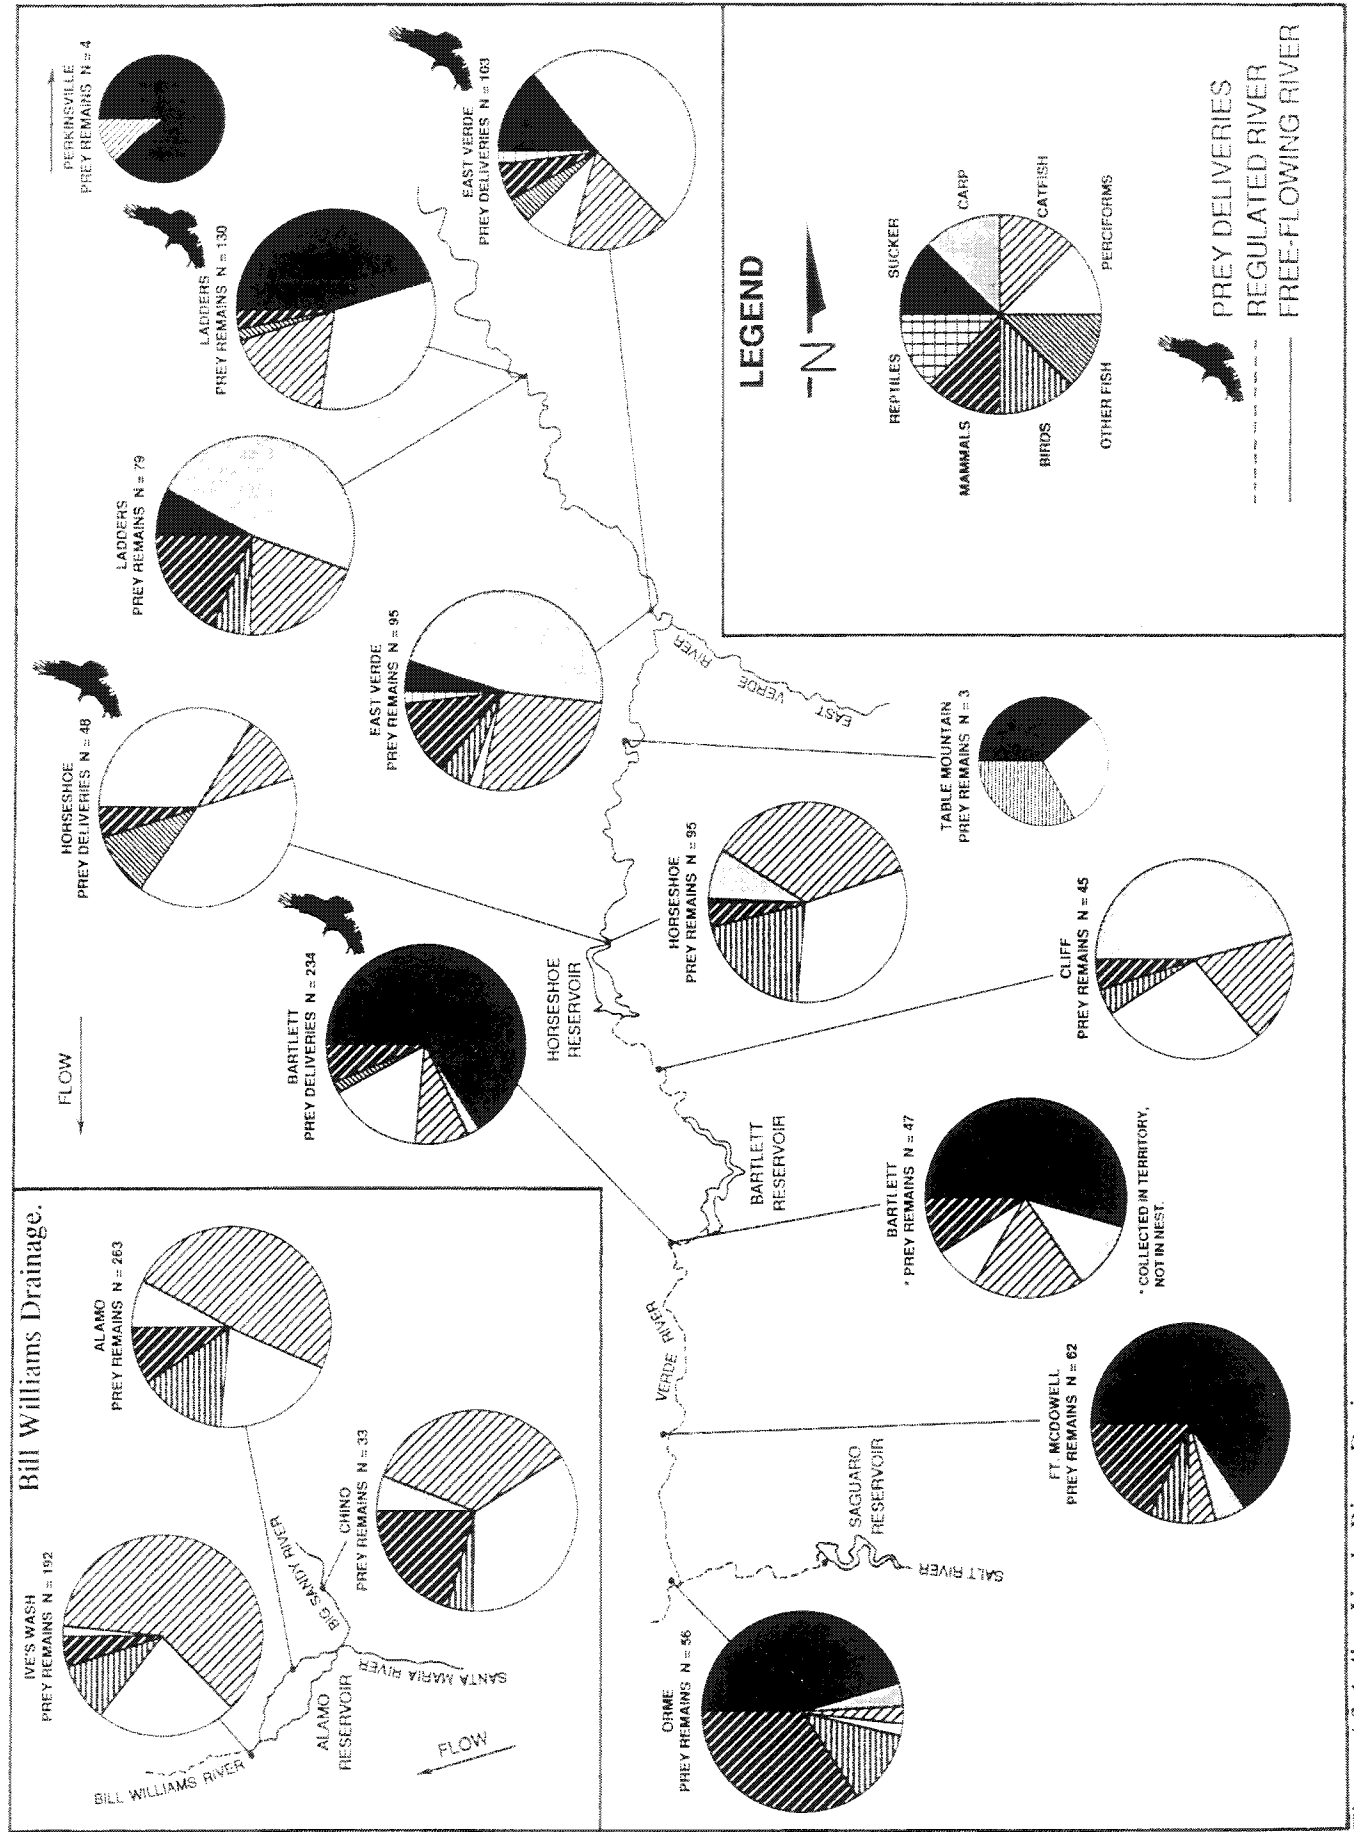 Bill Williams Drainage.
IVE'S WASH
PREY REMAINS N = 192
ALAMO
PREY REMAINS N = 263
CHINO
PREY REMAINS N = 33
BIG SANDY RIVER
SANTA MARIA RIVER
ALAMO
RESERVOIR
BILL WILLIAMS RIVER
FLOW
FLOW
PERKINSVILLE
PREY REMAINS N = 4
EAST VERDE
PREY DELIVERIES N = 103
LADDERS
PREY REMAINS N = 130
LADDERS
PREY REMAINS N = 79
EAST VERDE
PREY REMAINS N = 95
HORSESHOE
PREY DELIVERIES N = 48
BARTLETT
PREY DELIVERIES N = 234
HORSESHOE
RESERVOIR
HORSESHOE
PREY REMAINS N = 95
EAST VERDE RIVER
TABLE MOUNTAIN
PREY REMAINS N = 3
CLIFF
PREY REMAINS N = 45
BARTLETT
RESERVOIR
BARTLETT
* PREY REMAINS N = 47
* COLLECTED IN TERRITORY,
NOT IN NEST.
VERDE RIVER
FT. MCDOWELL
PREY REMAINS N = 62
SAGUARO
RESERVOIR
SALT RIVER
ORME
PREY REMAINS N = 56
LEGEND
N
SUCKER
CARP
CATFISH
PERCIFORMS
OTHER FISH
BIRDS
MAMMALS
REPTILES
PREY DELIVERIES
REGULATED RIVER
FREE-FLOWING RIVER